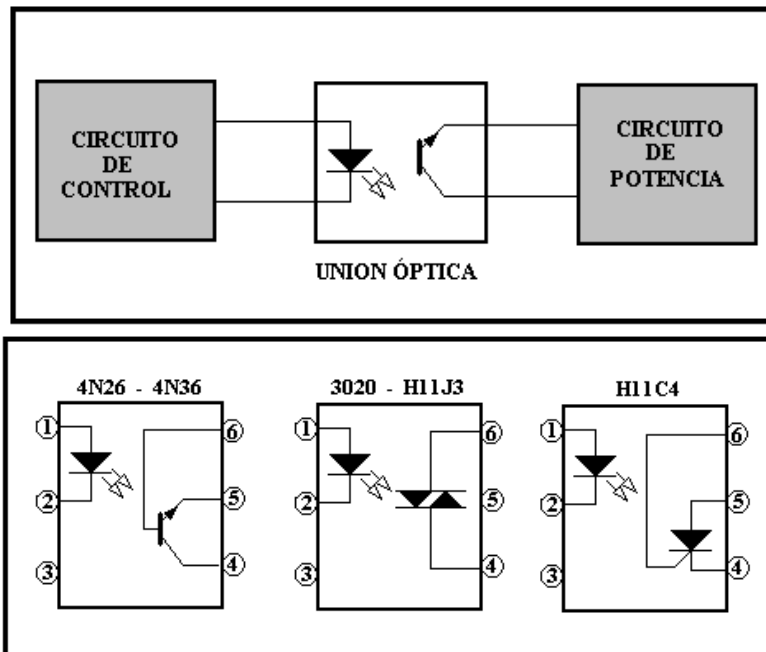 CIRCUITO
DE
CONTROL
CIRCUITO
DE
POTENCIA
UNION ÓPTICA
4N26 - 4N36
1
2
3
6
5
4
3020 - H11J3
1
2
3
6
5
4
H11C4
1
2
3
6
5
4